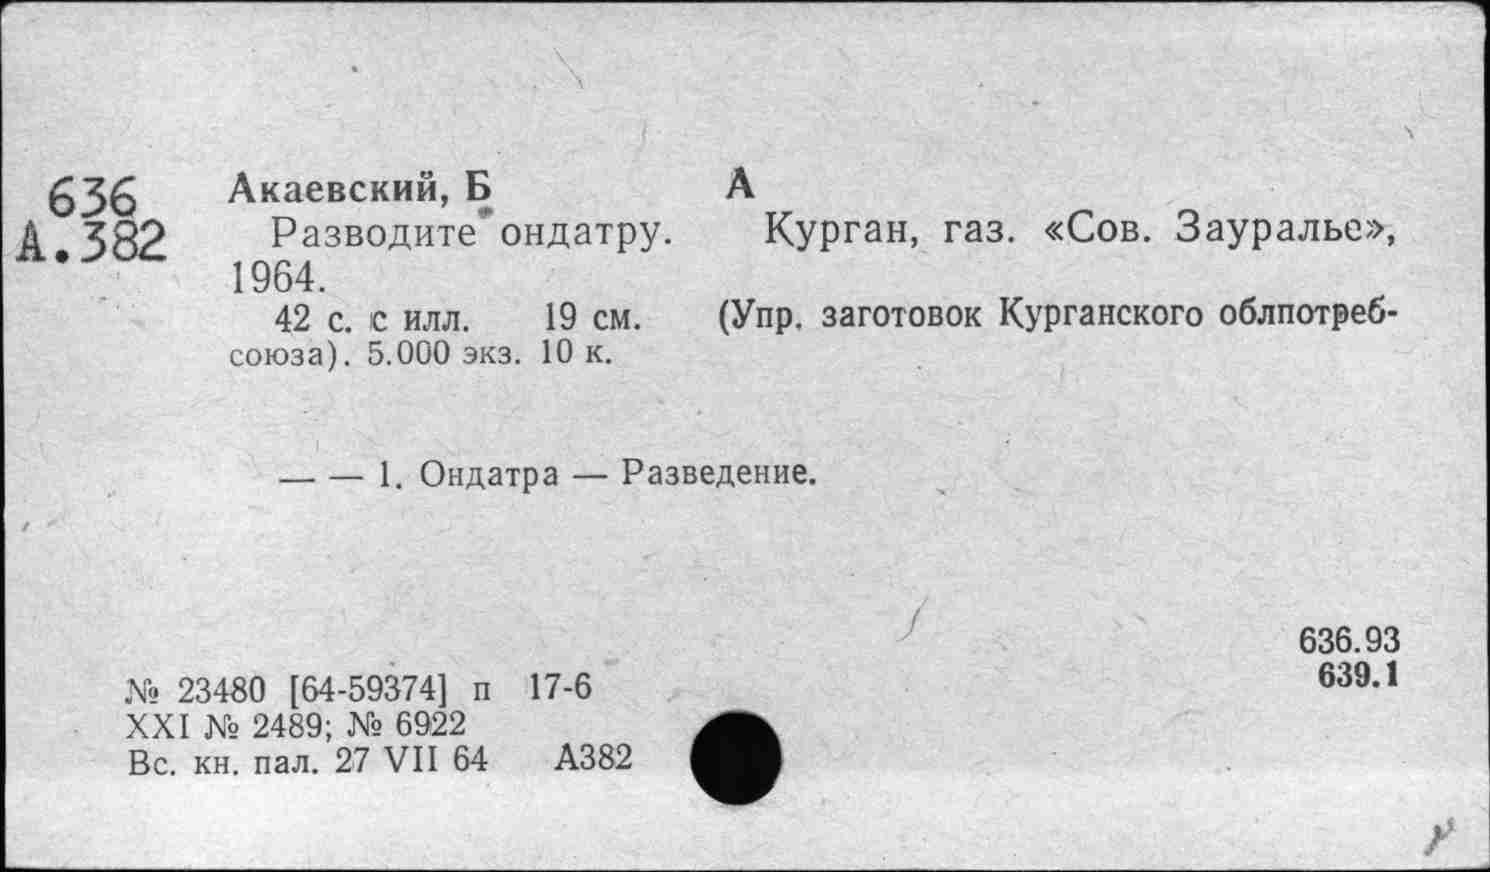 636
А.382
Акаевский, Б А
Разводите ондатру. Курган, газ. «Сов. Зауралье»,
1964.
42 с. с илл. 19 см. (Упр. заготовок Курганского облпотреб-
союза). 5.000 экз. 10 к.
— — 1. Ондатра — Разведение.
636.93
639.1
№ 23480 [64-59374] п 17-6
XXI № 2489; № 6922
Вс. кн. пал. 27 VII 64 А382